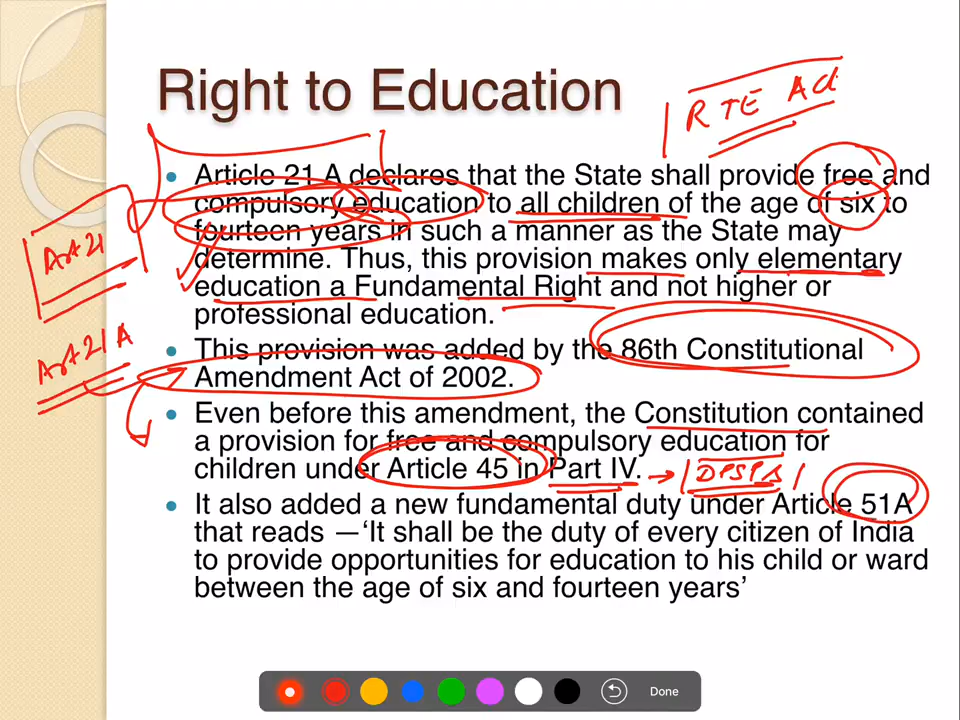 Right to Education
RTE Act
Article 21 A declares that the State shall provide free and
compulsory education to all children of the age of six to
fourteen years in such a manner as the State may
determine. Thus, this provision makes only elementary
education a Fundamental Right and not higher or
professional education.
Art 21
Art 21 A
This provision was added by the 86th Constitutional
Amendment Act of 2002.
Even before this amendment, the Constitution contained
a provision for free and compulsory education for
children under Article 45 in Part IV. → DPSPs
It also added a new fundamental duty under Article 51A
that reads —‘It shall be the duty of every citizen of India
to provide opportunities for education to his child or ward
between the age of six and fourteen years’
Done